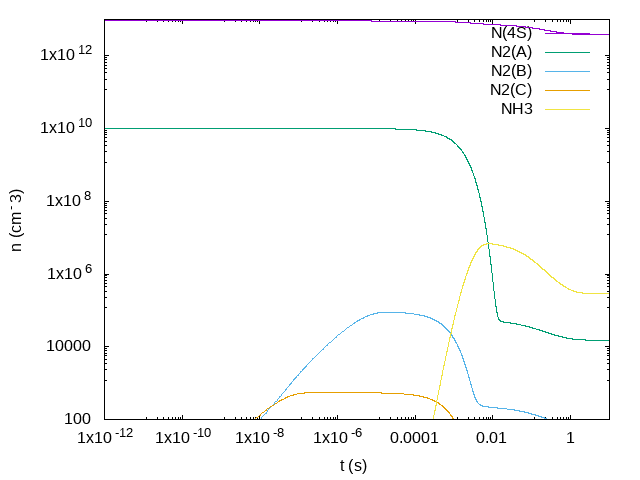 1x10^12
1x10^10
1x10^8
1x10^6
10000
100
n (cm^-3)
N(4S)
N2(A)
N2(B)
N2(C)
NH3
1x10^-12
1x10^-10
1x10^-8
1x10^-6
0.0001
0.01
1
t (s)